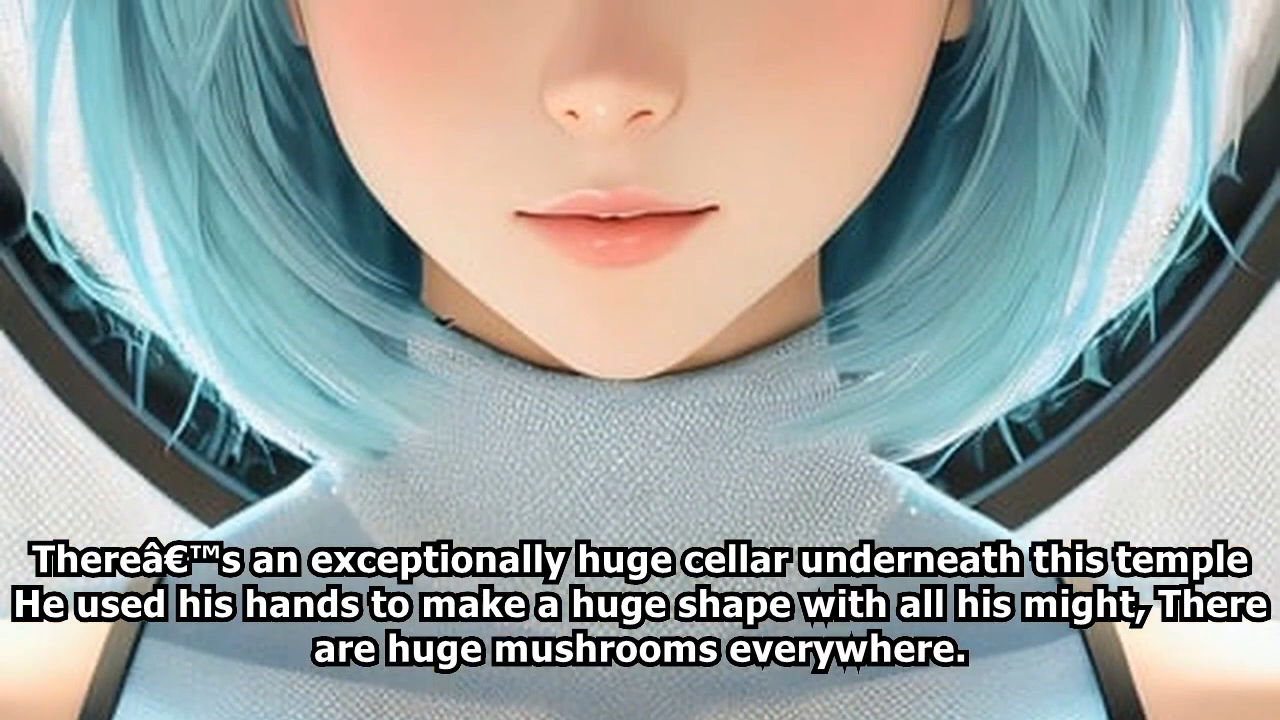 Thereâ€™s an exceptionally huge cellar underneath this temple
He used his hands to make a huge shape with all his might, There
are huge mushrooms everywhere.